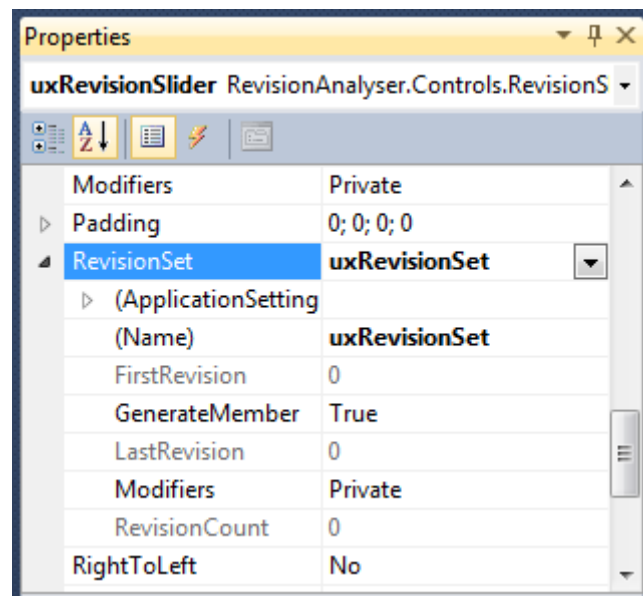 Properties
uxRevisionSlider RevisionAnalyser.Controls.RevisionS
A
Z
Modifiers Private
Padding 0; 0; 0; 0
RevisionSet uxRevisionSet
(ApplicationSetting
(Name) uxRevisionSet
FirstRevision 0
GenerateMember True
LastRevision 0
Modifiers Private
RevisionCount 0
RightToLeft No